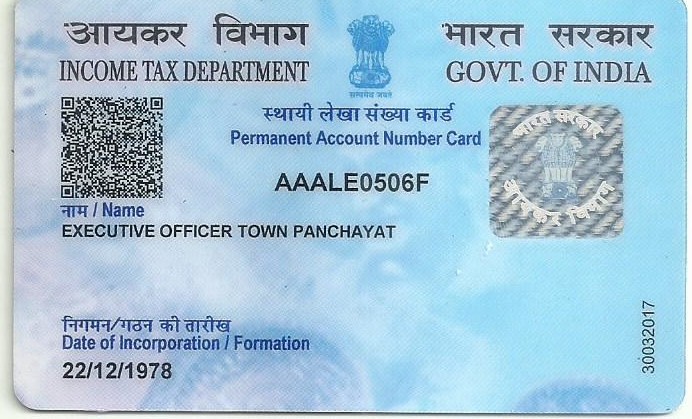 आयकर विभाग
INCOME TAX DEPARTMENT
सत्यमेव जयते
भारत सरकार
GOVT. OF INDIA
स्थायी लेखा संख्या कार्ड
Permanent Account Number Card
AAALE0506F
भारत सरकार
आयकर विभाग
नाम / Name
EXECUTIVE OFFICER TOWN PANCHAYAT
निगमन/गठन की तारीख
Date of Incorporation / Formation
22/12/1978
30032017